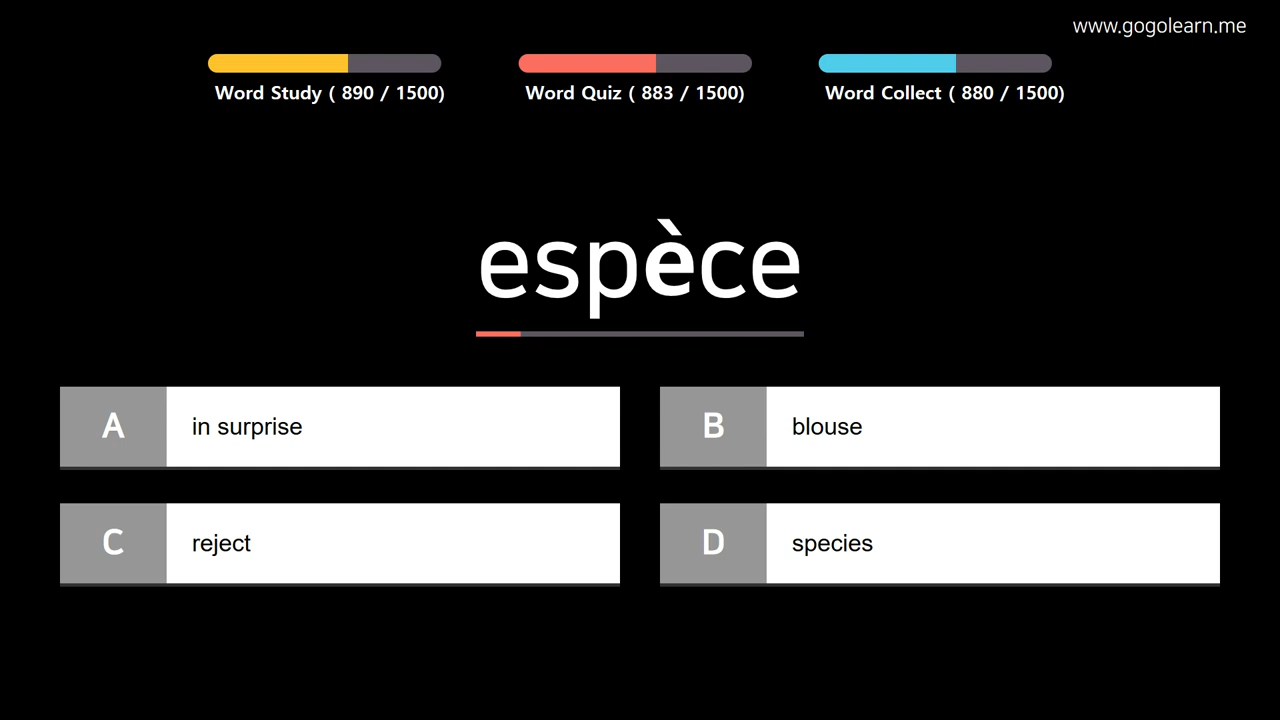 www.gogolearn.me
Word Study ( 890 / 1500)
Word Quiz ( 883 / 1500)
Word Collect ( 880 / 1500)
espèce
A in surprise
B blouse
C reject
D species